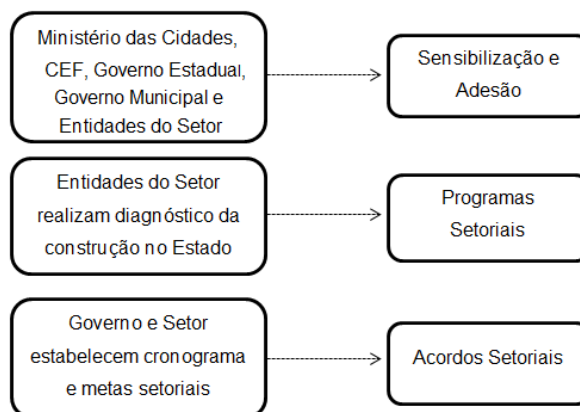 Ministério das Cidades,
CEF, Governo Estadual,
Governo Municipal e
Entidades do Setor
Sensibilização e
Adesão
Entidades do Setor
realizam diagnóstico da
construção no Estado
Programas
Setoriais
Governo e Setor
estabelecem cronograma
e metas setoriais
Acordos Setoriais